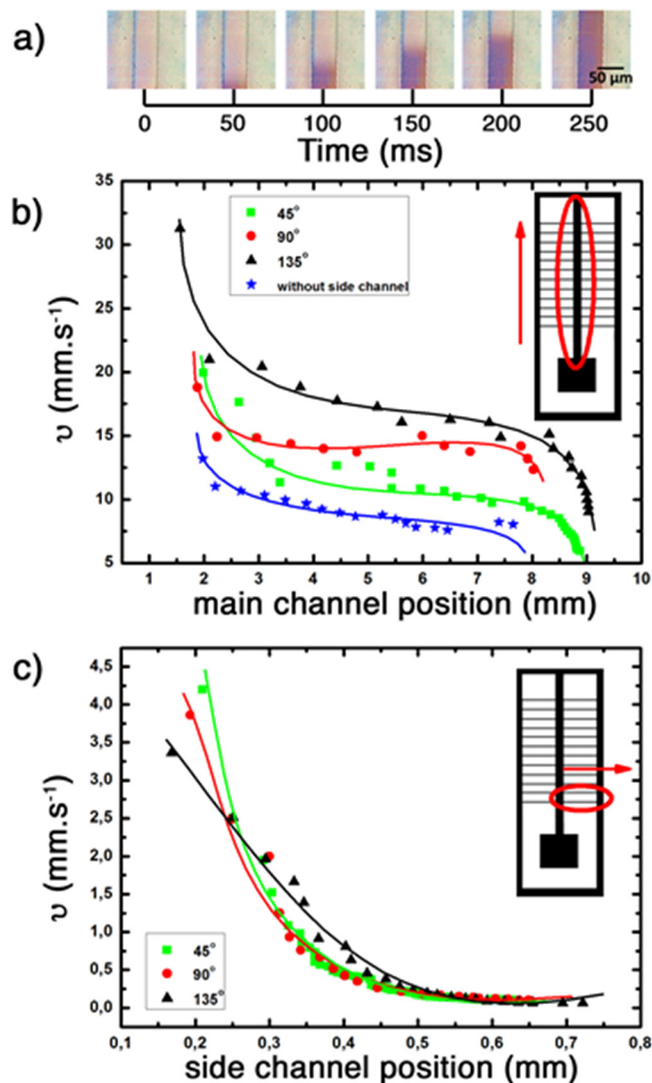 a)
50 µm
0 50 100 150 200 250
Time (ms)
b)
35
30
25
20
15
10
5
υ (mm.s⁻¹)
45°
90°
135°
without side channel
1 2 3 4 5 6 7 8 9 10
main channel position (mm)
c)
4,5
4,0
3,5
3,0
2,5
2,0
1,5
1,0
0,5
0,0
υ (mm.s⁻¹)
45°
90°
135°
0,1 0,2 0,3 0,4 0,5 0,6 0,7 0,8
side channel position (mm)